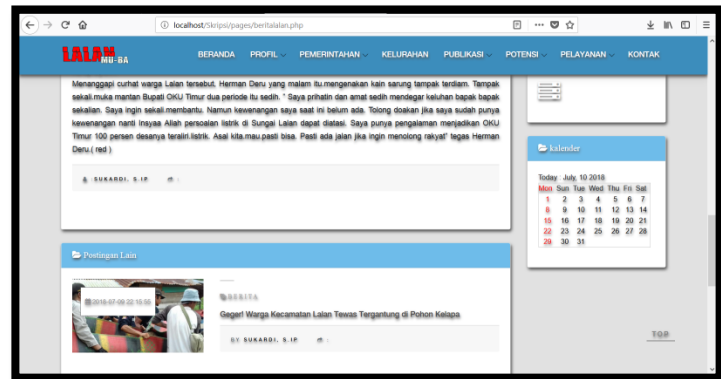 localhost/Skripsi/pages/beritalalan.php
LALAN
MU-BA
BERANDA PROFIL PEMERINTAHAN KELURAHAN PUBLIKASI POTENSI PELAYANAN KONTAK
Menanggapi curhat warga Lalan tersebut, Herman Deru yang malam itu.mengenakan kain sarung tampak terdiam. Tampak
sekali.muka mantan Bupati OKU Timur dua periode itu sedih. " Saya prihatin dan amat sedih mendegar keluhan bapak bapak
sekalian. Saya ingin sekali.membantu. Namun kewenangan saya saat ini belum ada. Tolong doakan jika saya sudah punya
kewenangan nanti Insyaa Allah persoalan listrik di Sungai Lalan dapat diatasi. Saya punya pengalaman menjadikan OKU
Timur 100 persen desanya teraliri.listrik. Asal kita.mau.pasti bisa. Pasti ada jalan jika ingin menolong rakyat" tegas Herman
Deru.( red )
SUKARDI, S.IP :
kalender
Today : July, 10 2018
Mon Sun Tue Wed Thu Fri Sat
1 2 3 4 5 6 7
8 9 10 11 12 13 14
15 16 17 18 19 20 21
22 23 24 25 26 27 28
29 30 31
Postingan Lain
2018-07-09 22:15:55
BERITA
Geger! Warga Kecamatan Lalan Tewas Tergantung di Pohon Kelapa
BY SUKARDI, S.IP :
TOP